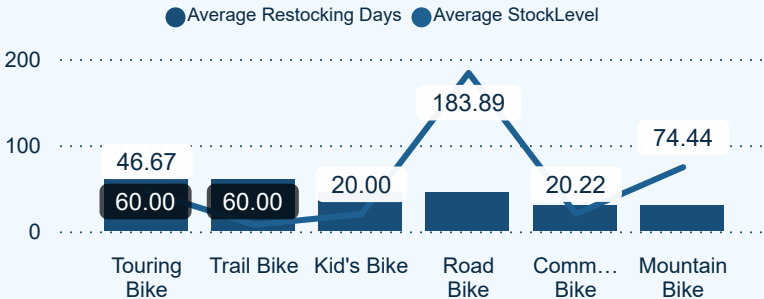 Average Restocking Days Average StockLevel
200
183.89
100
74.44
46.67
60.00
60.00
20.00
20.22
0
Touring Bike
Trail Bike
Kid's Bike
Road Bike
Comm… 
Mountain Bike